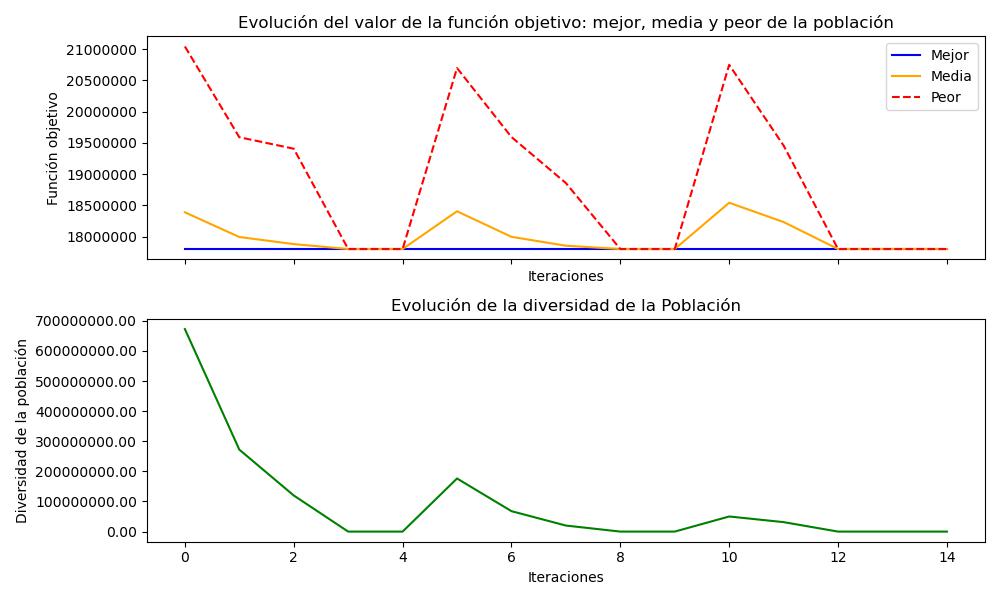 Evolución del valor de la función objetivo: mejor, media y peor de la población
21000000
20500000
20000000
19500000
19000000
18500000
18000000
Función objetivo
Mejor
Media
Peor
Iteraciones
Evolución de la diversidad de la Población
700000000.00
600000000.00
500000000.00
400000000.00
300000000.00
200000000.00
100000000.00
0.00
Diversidad de la población
0 2 4 6 8 10 12 14
Iteraciones